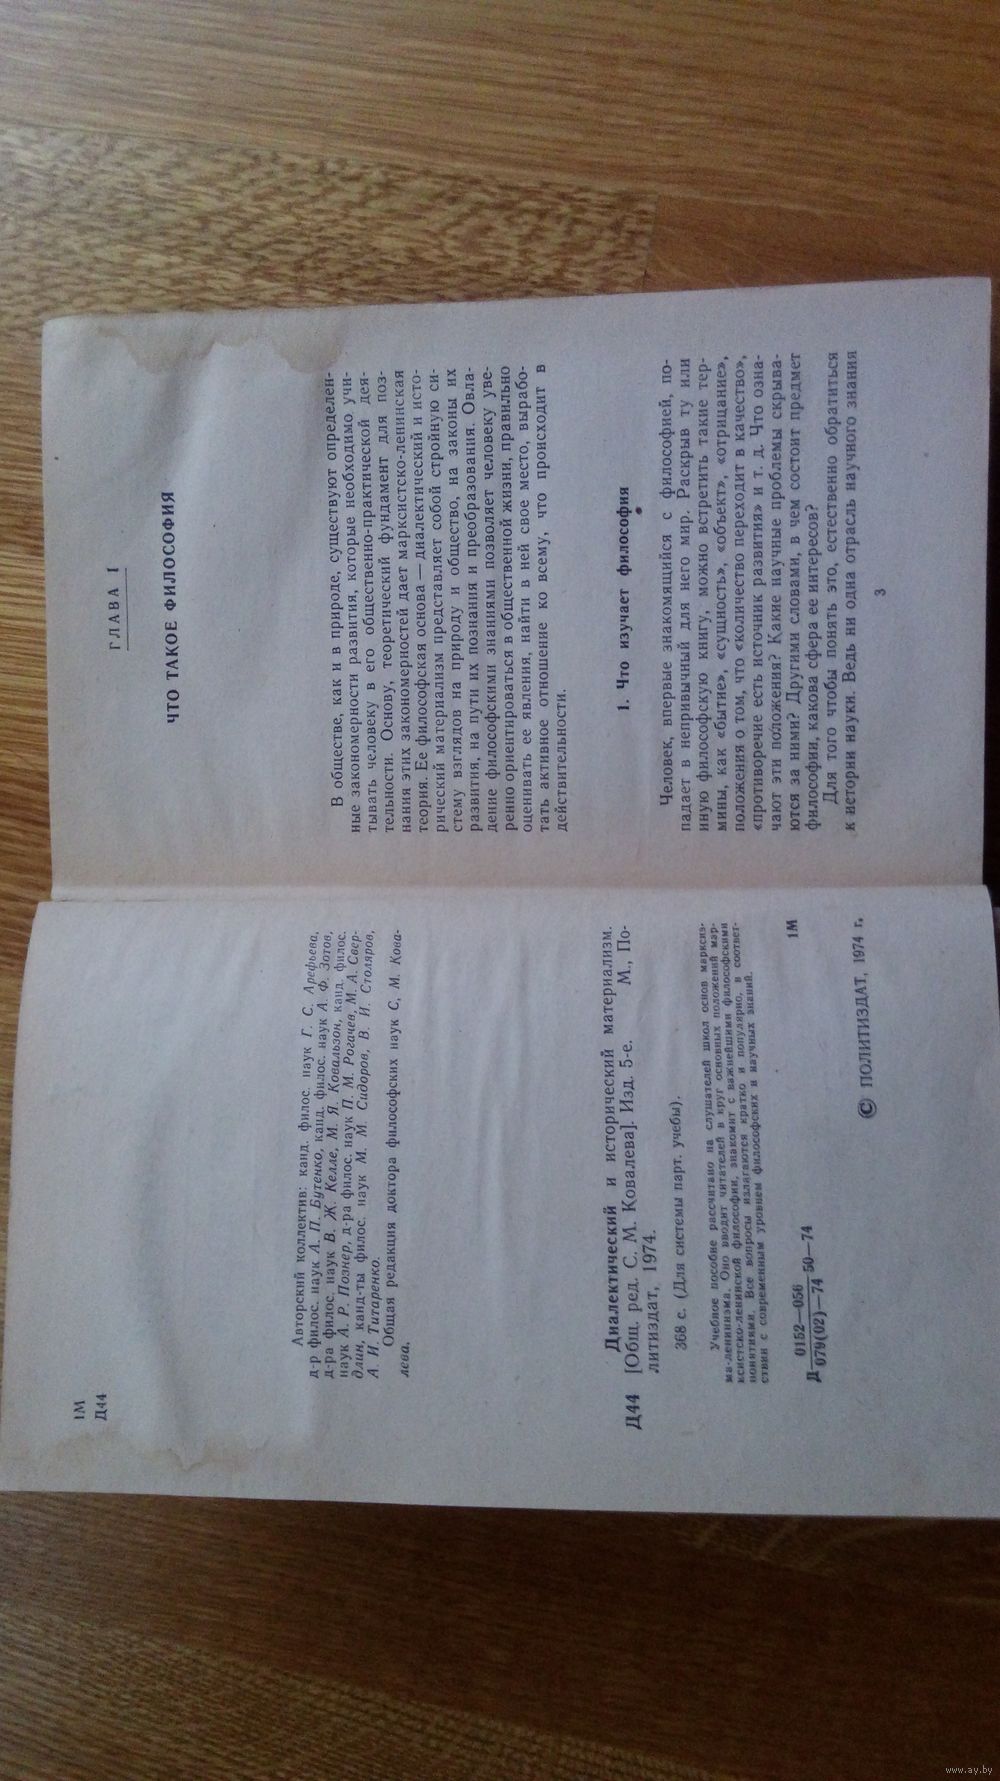 1М
Д44
Авторский коллектив: канд. филос. наук Г. С. Арефьева,
д-р филос. наук А. П. Бутенко, канд. филос. наук А. Ф. Зотов,
д-ра филос. наук В. Ж. Келле, М. Я. Ковальзон, канд. филос.
наук А. Р. Познер, д-ра филос. наук П. М. Рогачев, М. А. Сверд-
длин, канд-ты филос. наук М. М. Сидоров, В. И. Столяров,
А. И. Титаренко.
Общая редакция доктора философских наук С. М. Кова-
лева.
Диалектический и исторический материализм.
Д44 [Общ. ред. С. М. Ковалева]. Изд. 5-е. М., По-
литиздат, 1974.
368 с. (Для системы парт. учебы).
Учебное пособие рассчитано на слушателей школ основ марксиз-
ма-ленинизма. Оно вводит читателей в круг основных положений мар-
ксистско-ленинской философии, знакомит с важнейшими философскими
понятиями. Все вопросы излагаются кратко и популярно, в соответ-
ствии с современным уровнем философских и научных знаний.
Д 0152—056
079(02)—74 50—74
1М
© ПОЛИТИЗДАТ, 1974 г.
ГЛАВА I
ЧТО ТАКОЕ ФИЛОСОФИЯ
В обществе, как и в природе, существуют определен-
ные закономерности развития, которые необходимо учи-
тывать человеку в его общественно-практической дея-
тельности. Основу, теоретический фундамент для поз-
нания этих закономерностей дает марксистско-ленинская
теория. Ее философская основа — диалектический и исто-
рический материализм представляет собой стройную си-
стему взглядов на природу и общество, на законы их
развития, на пути их познания и преобразования. Овла-
дение философскими знаниями позволяет человеку уве-
ренно ориентироваться в общественной жизни, правильно
оценивать ее явления, найти в ней свое место, вырабо-
тать активное отношение ко всему, что происходит в
действительности.
1. Что изучает философия
Человек, впервые знакомящийся с философией, по-
падает в непривычный для него мир. Раскрыв ту или
иную философскую книгу, можно встретить такие тер-
мины, как «бытие», «сущность», «объект», «отрицание»,
положения о том, что «количество переходит в качество»,
«противоречие есть источник развития» и т. д. Что озна-
чают эти положения? Какие научные проблемы скрыва-
ются за ними? Другими словами, в чем состоит предмет
философии, какова сфера ее интересов?
Для того чтобы понять это, естественно обратиться
к истории науки. Ведь ни одна отрасль научного знания
3
www.ay.by